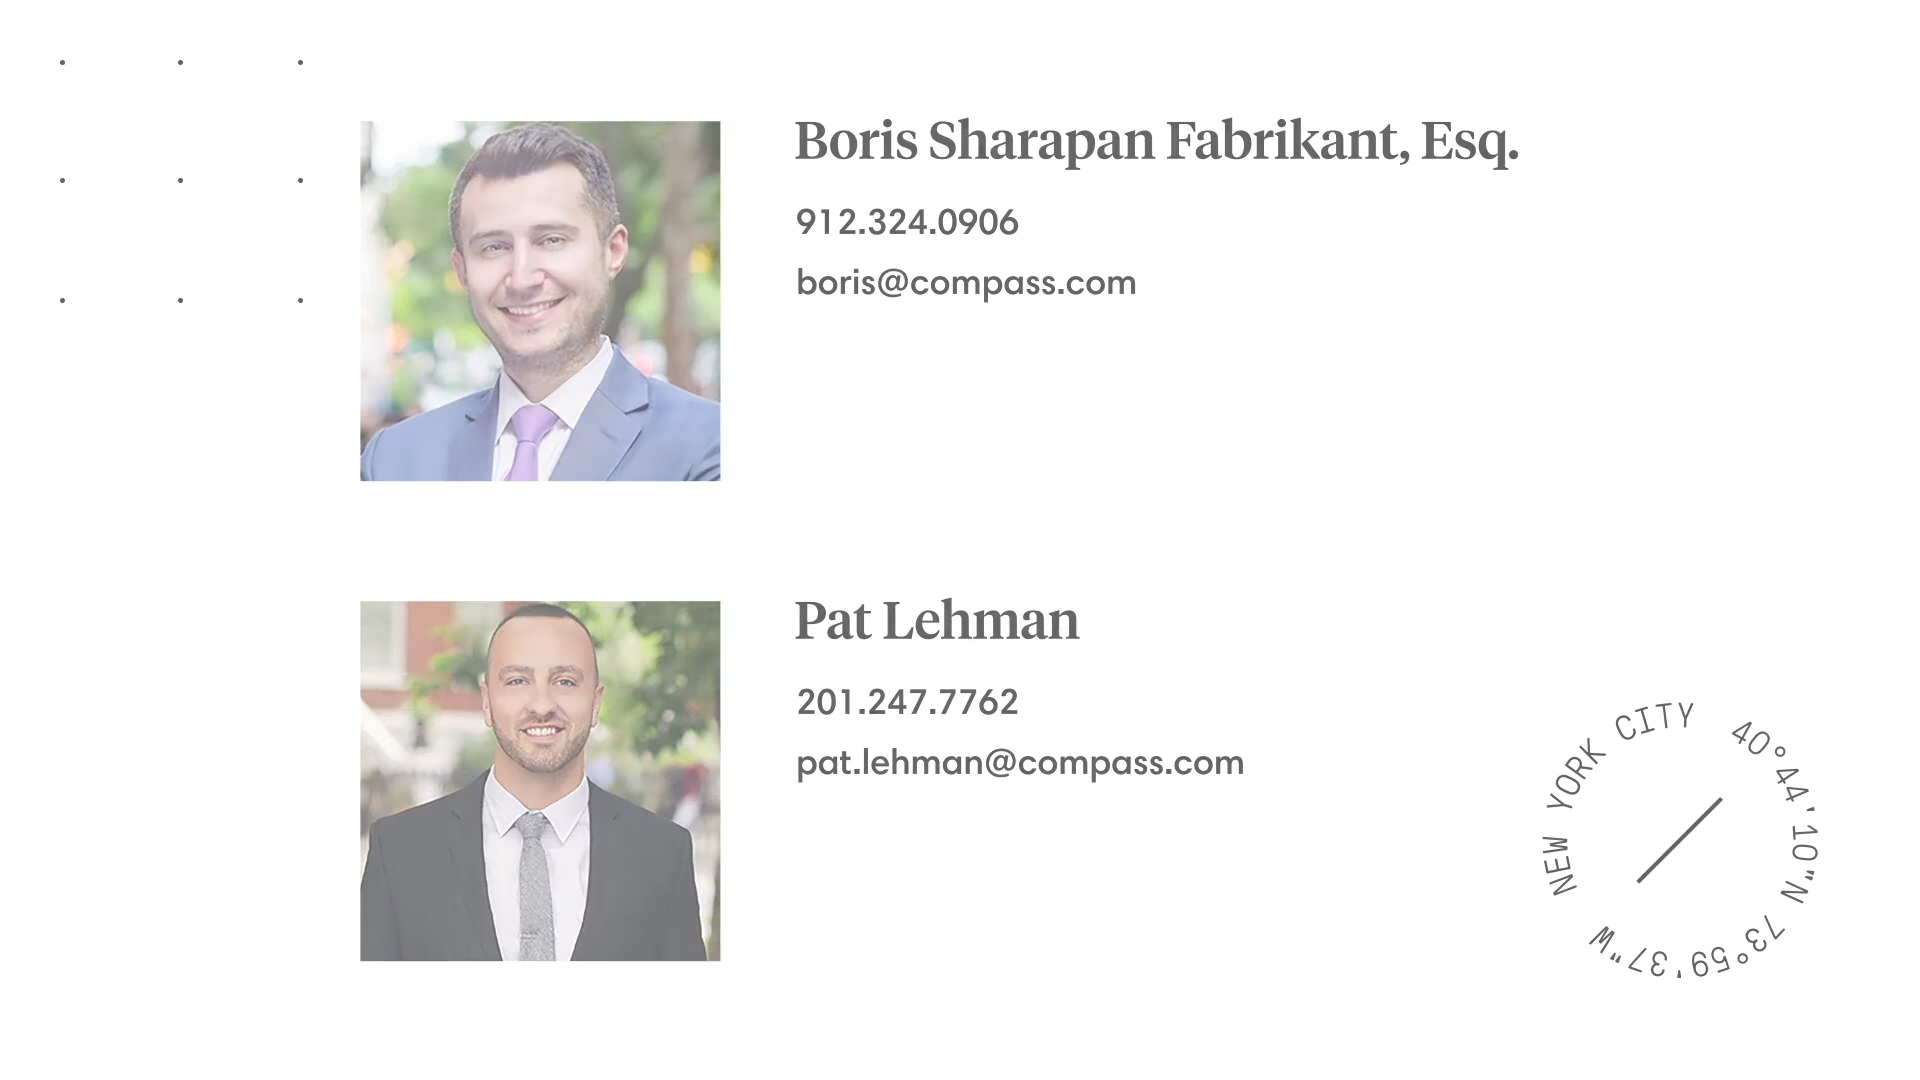 Boris Sharapan Fabrikant, Esq.
912.324.0906
boris@compass.com
Pat Lehman
201.247.7762
pat.lehman@compass.com
NEW YORK CITY 40°44'10"N 73°59'37"W